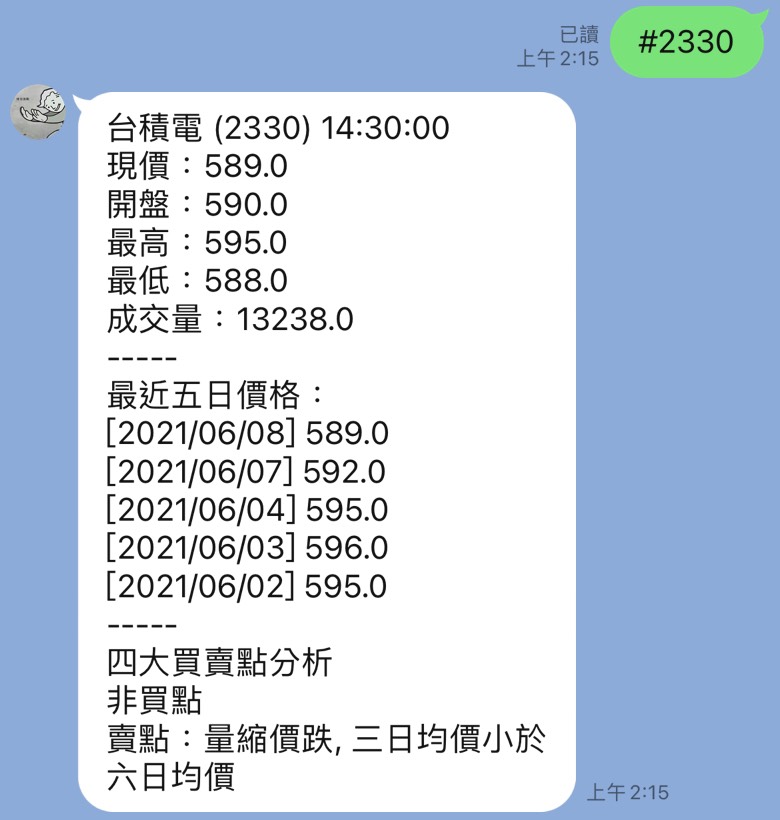 已讀
上午 2:15
#2330
台積電 (2330) 14:30:00
現價：589.0
開盤：590.0
最高：595.0
最低：588.0
成交量：13238.0
-----
最近五日價格：
[2021/06/08] 589.0
[2021/06/07] 592.0
[2021/06/04] 595.0
[2021/06/03] 596.0
[2021/06/02] 595.0
-----
四大買賣點分析
非買點
賣點：量縮價跌, 三日均價小於
六日均價
上午 2:15